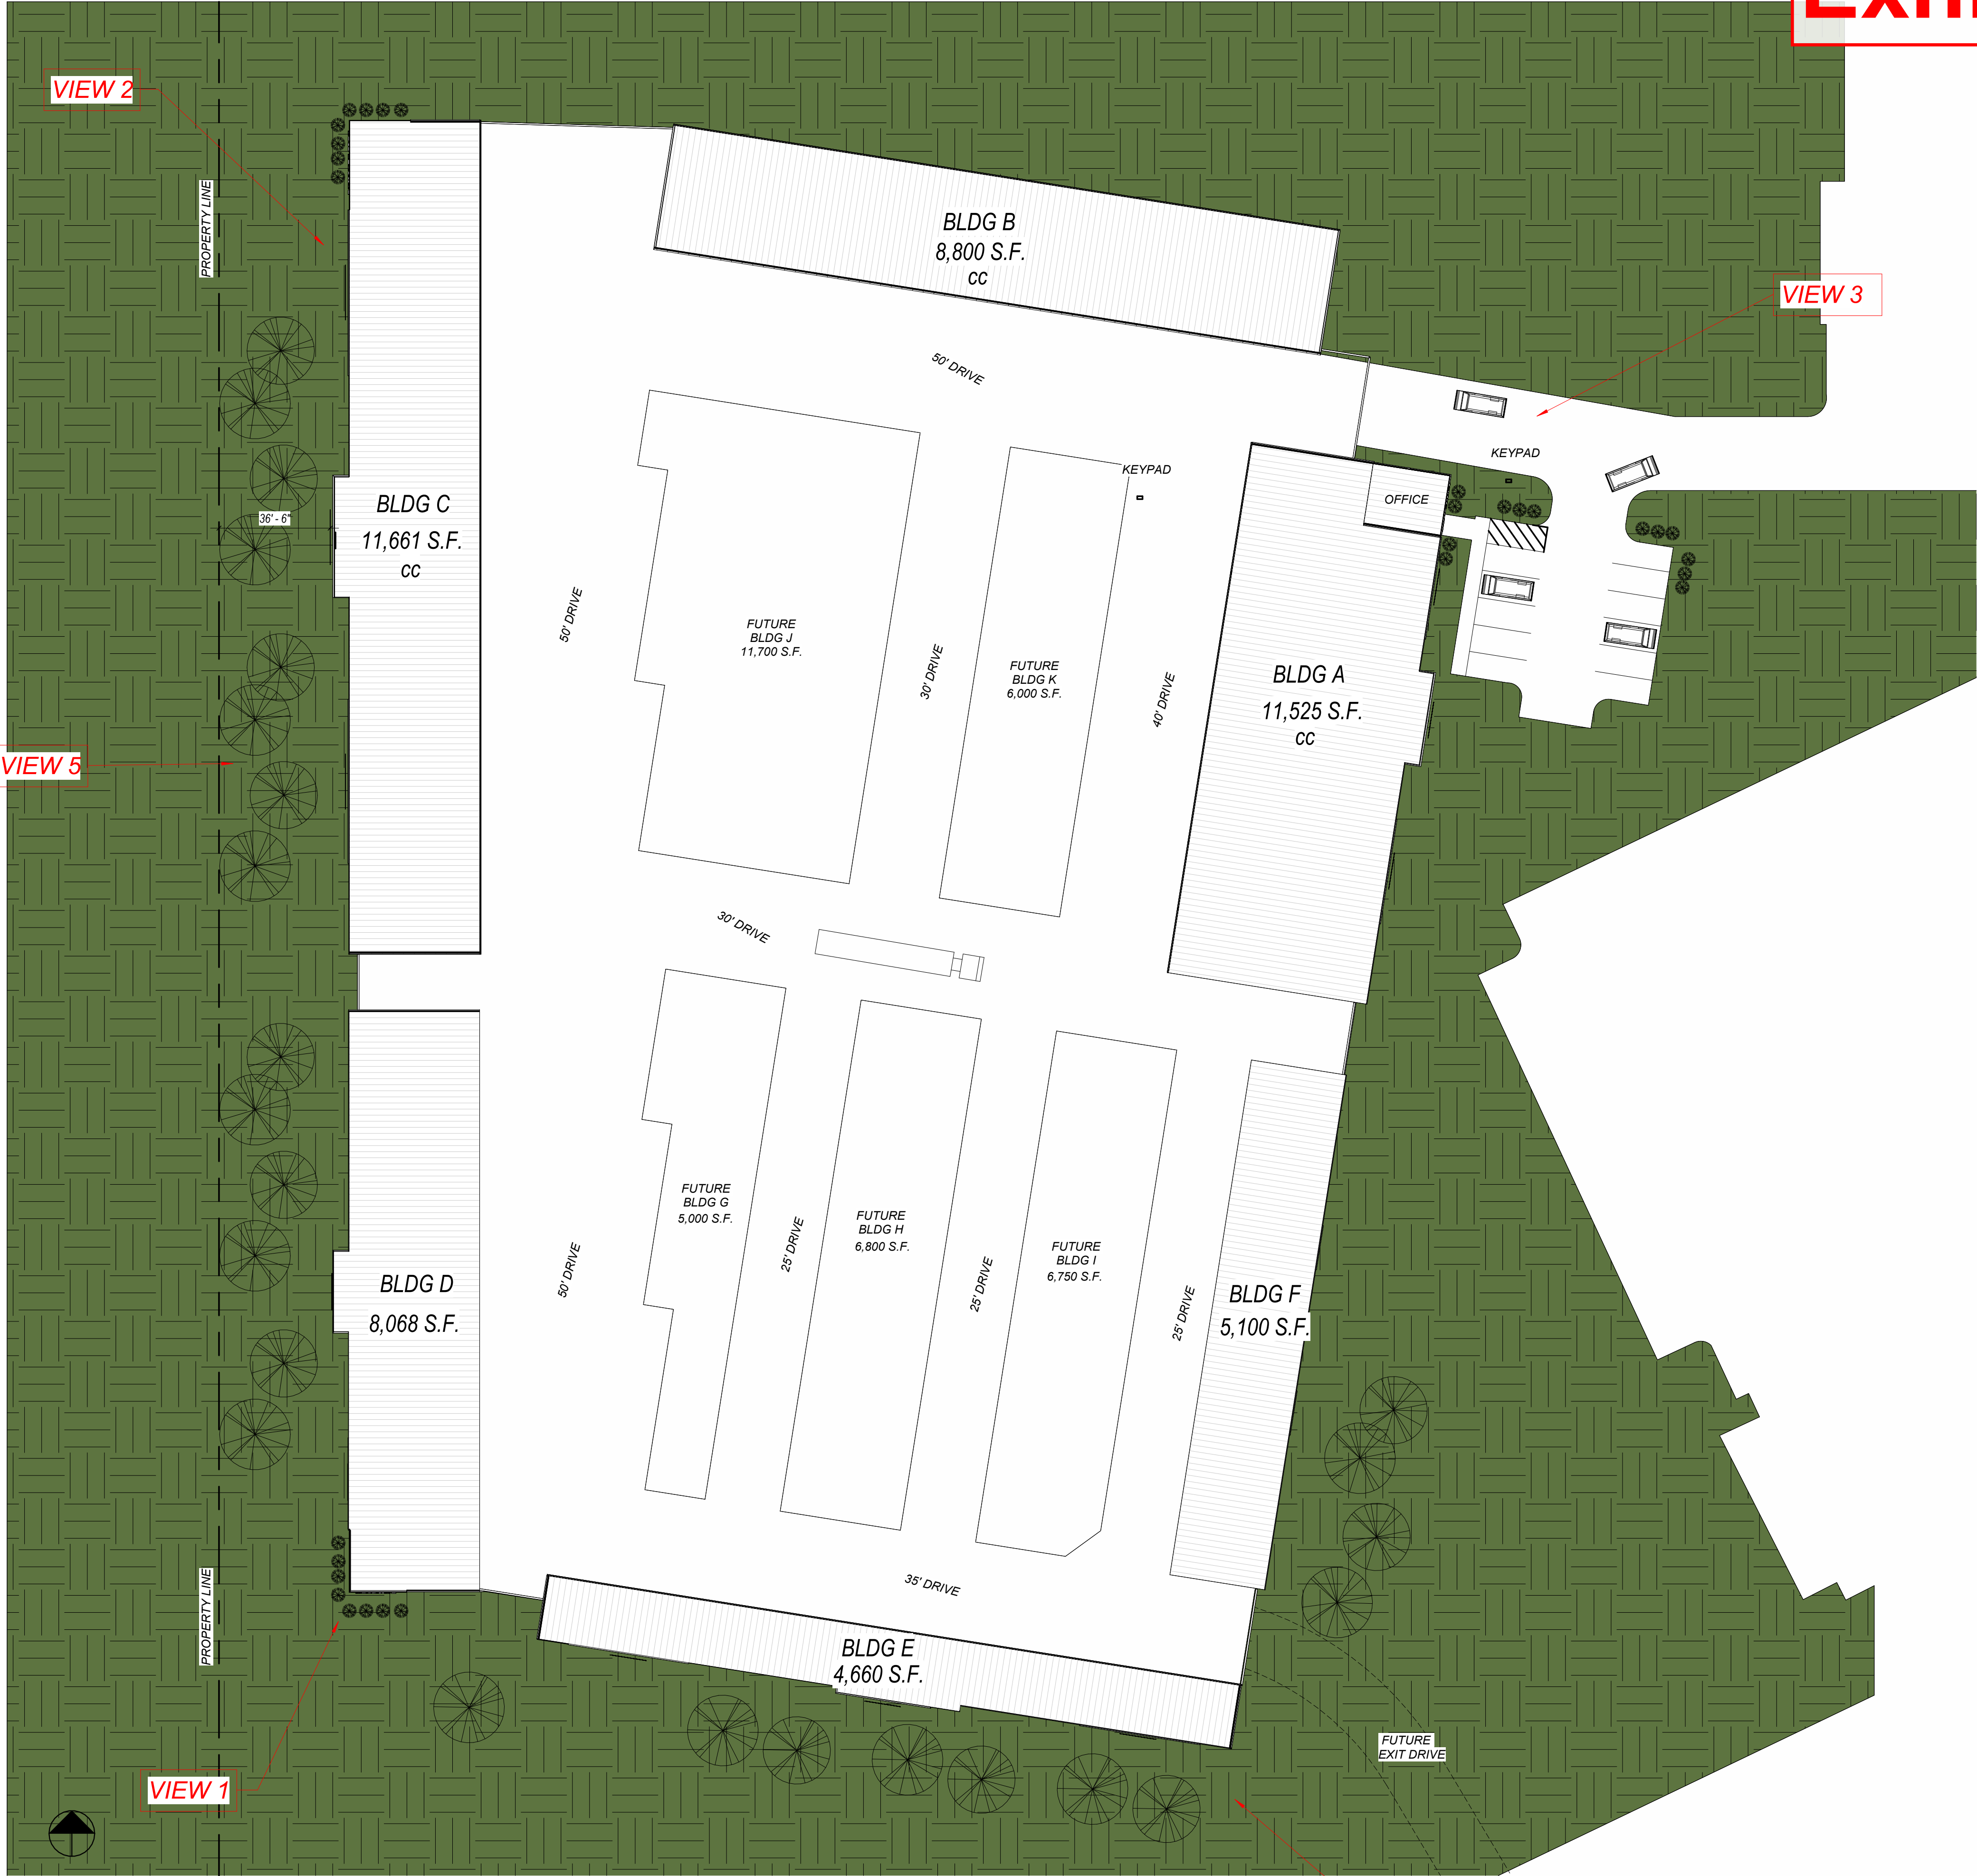 VIEW 2
PROPERTY LINE
BLDG B
8,800 S.F.
CC
VIEW 3
50' DRIVE
KEYPAD
KEYPAD
OFFICE
BLDG C
11,661 S.F.
CC
36' - 6"
50' DRIVE
FUTURE
BLDG J
11,700 S.F.
30' DRIVE
FUTURE
BLDG K
6,000 S.F.
40' DRIVE
BLDG A
11,525 S.F.
CC
VIEW 5
30' DRIVE
FUTURE
BLDG G
5,000 S.F.
25' DRIVE
FUTURE
BLDG H
6,800 S.F.
25' DRIVE
FUTURE
BLDG I
6,750 S.F.
25' DRIVE
BLDG F
5,100 S.F.
50' DRIVE
BLDG D
8,068 S.F.
35' DRIVE
PROPERTY LINE
BLDG E
4,660 S.F.
FUTURE
EXIT DRIVE
VIEW 1